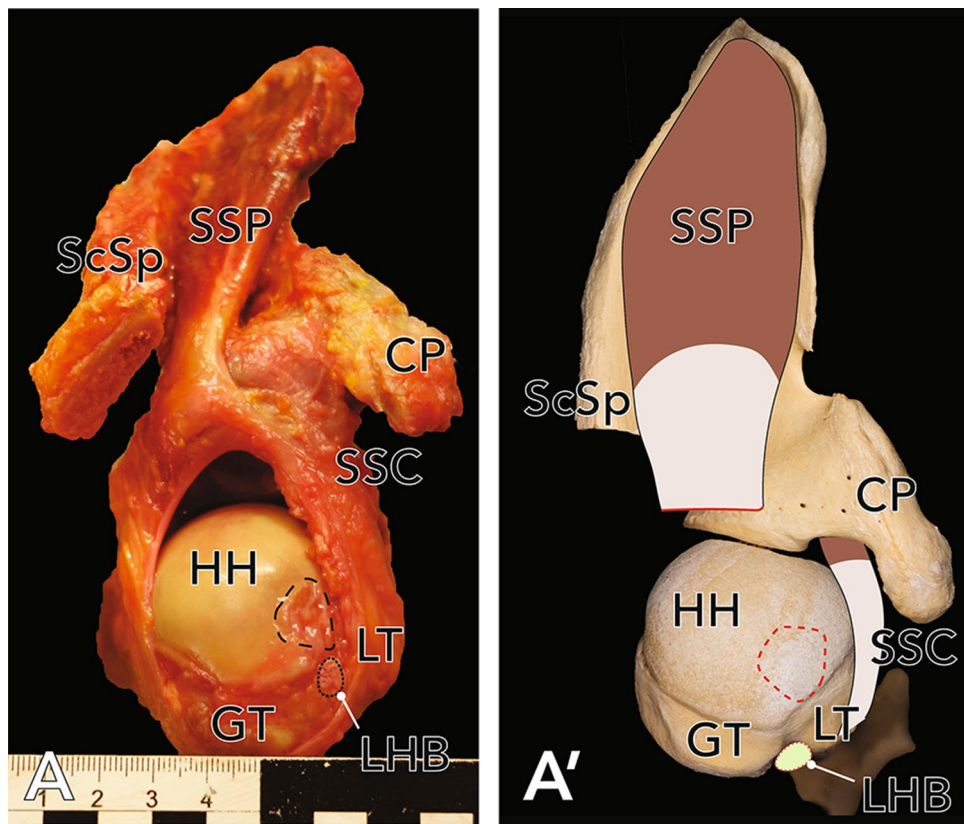 SSP
ScSp
CP
SSC
HH
LT
GT
LHB
A
1 2 3 4
SSP
ScSp
CP
HH
SSC
GT
LT
LHB
A'